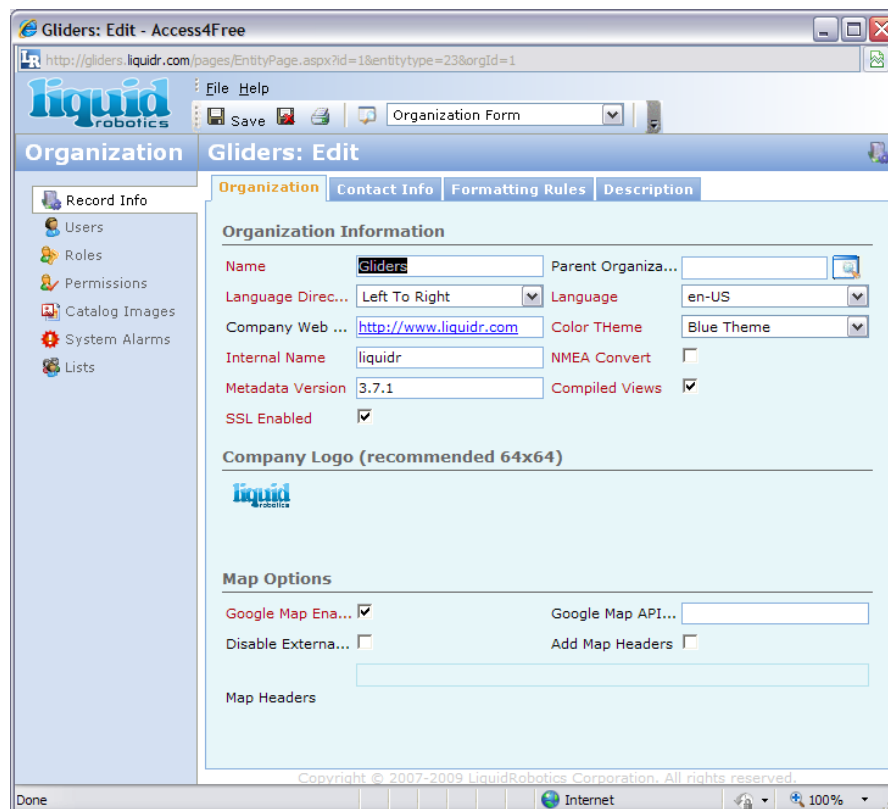 Gliders: Edit - Access4Free
LR http://gliders.liquidr.com/pages/EntityPage.aspx?id=1&entitytype=23&orgId=1
liquid
robotics
File Help
Save Organization Form
Organization Gliders: Edit
Organization Contact Info Formatting Rules Description
Record Info
Users
Roles
Permissions
Catalog Images
System Alarms
Lists
Organization Information
Name Gliders Parent Organiza...
Language Direc... Left To Right Language en-US
Company Web ... http://www.liquidr.com Color THeme Blue Theme
Internal Name liquidr NMEA Convert
Metadata Version 3.7.1 Compiled Views
SSL Enabled
Company Logo (recommended 64x64)
liquid
robotics
Map Options
Google Map Ena... Google Map API...
Disable Externa... Add Map Headers
Map Headers
Copyright © 2007-2009 LiquidRobotics Corporation. All rights reserved.
Done Internet 100%